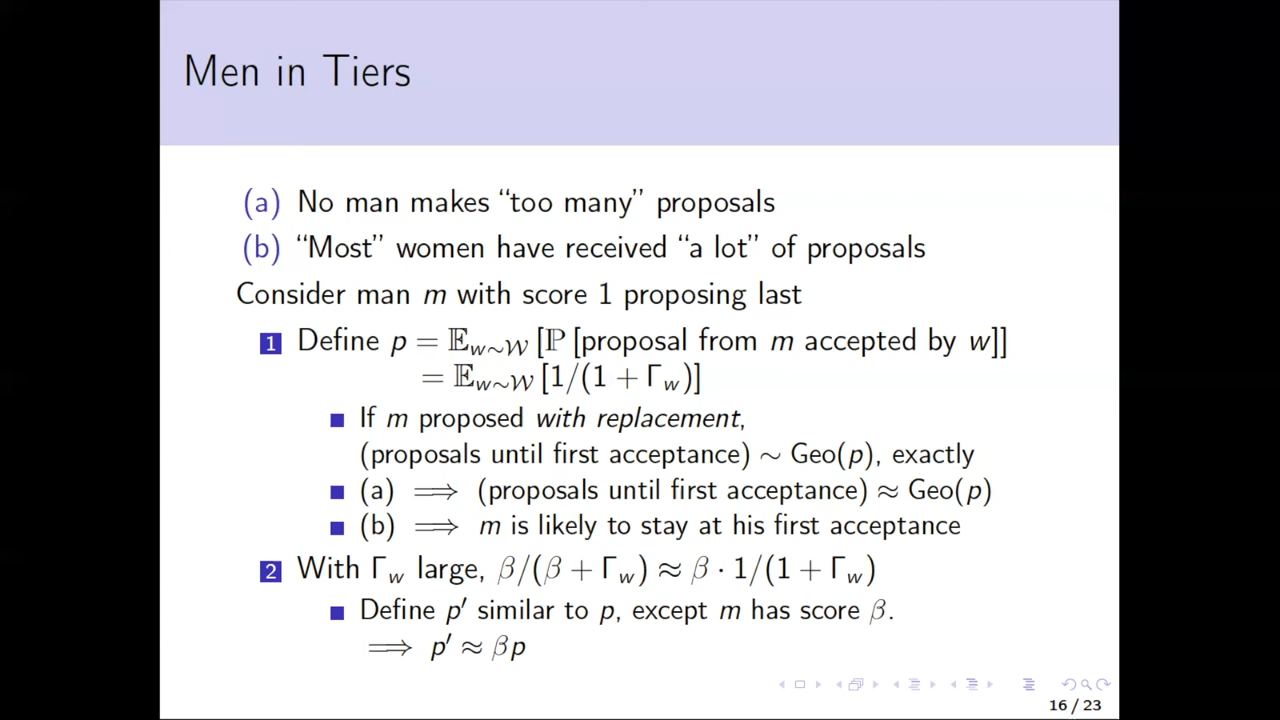 Men in Tiers
(a) No man makes “too many” proposals
(b) “Most” women have received “a lot” of proposals
Consider man m with score 1 proposing last
1 Define p = 𝔼_{w∼𝒲} [ℙ [proposal from m accepted by w]]
= 𝔼_{w∼𝒲} [1/(1 + Γ_w)]
If m proposed with replacement,
(proposals until first acceptance) ∼ Geo(p), exactly
(a) ⟹ (proposals until first acceptance) ≈ Geo(p)
(b) ⟹ m is likely to stay at his first acceptance
2 With Γ_w large, β/(β + Γ_w) ≈ β · 1/(1 + Γ_w)
Define p′ similar to p, except m has score β.
⟹ p′ ≈ βp
16 / 23